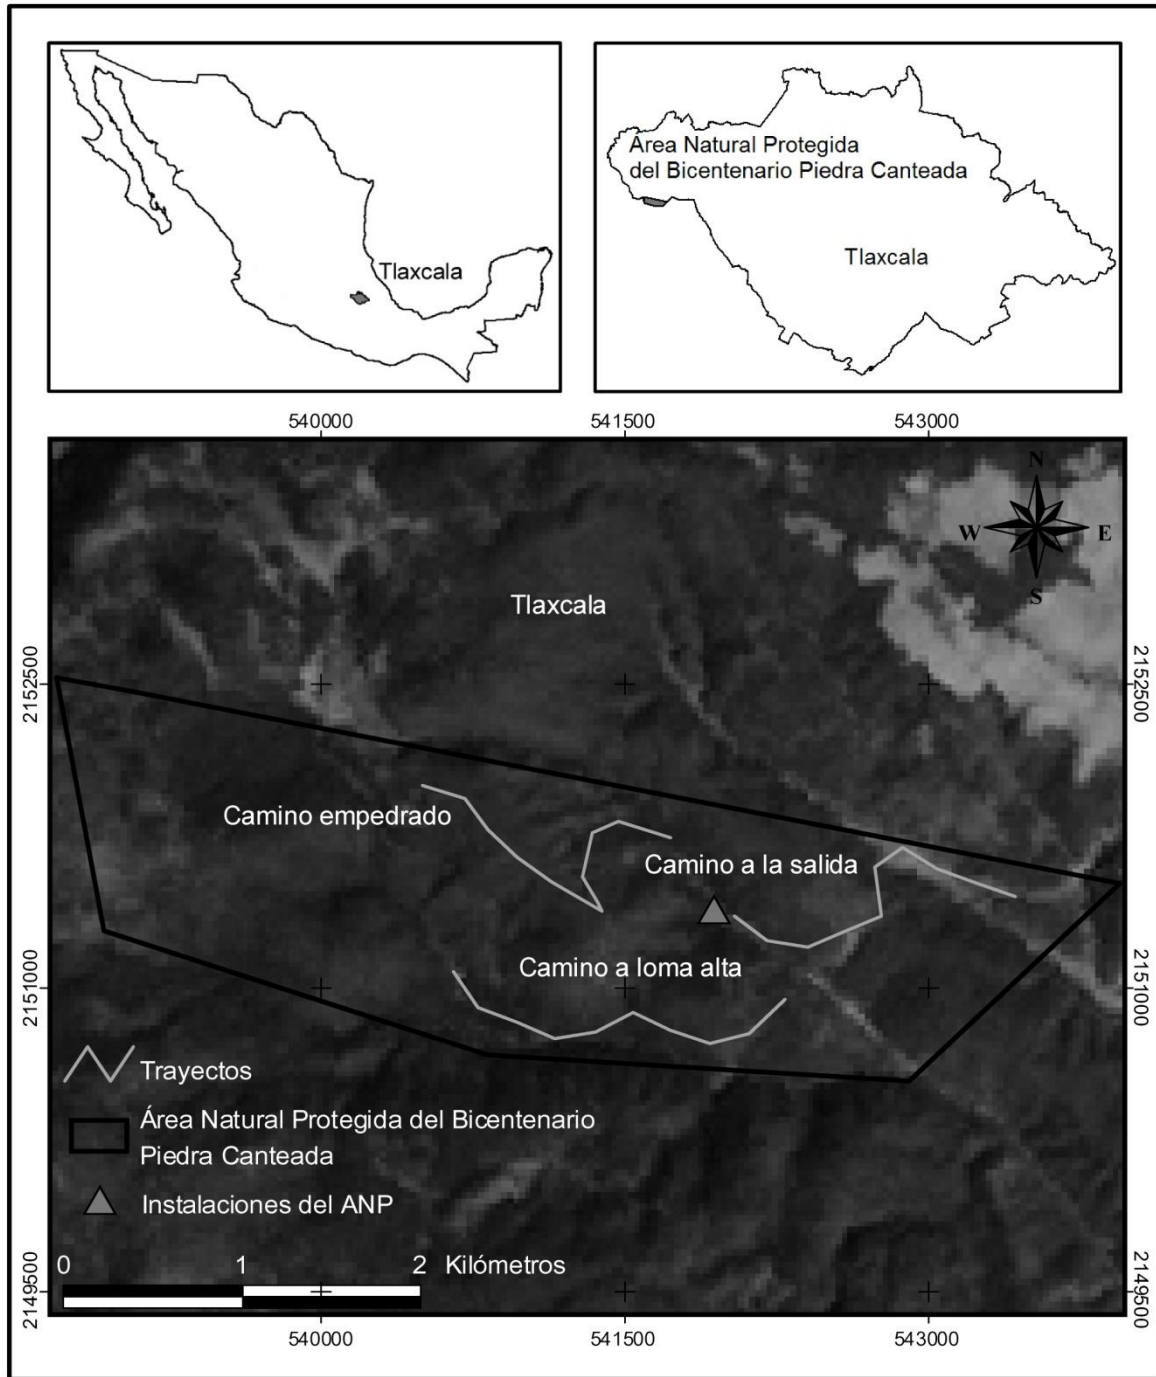 Tlaxcala
Área Natural Protegida
del Bicentenario Piedra Canteada
Tlaxcala
540000
541500
543000
N
W
E
S
Tlaxcala
2152500
2152500
Camino empedrado
Camino a la salida
Camino a loma alta
2151000
2151000
Trayectos
Área Natural Protegida del Bicentenario
Piedra Canteada
Instalaciones del ANP
0
1
2 Kilómetros
2149500
2149500
540000
541500
543000